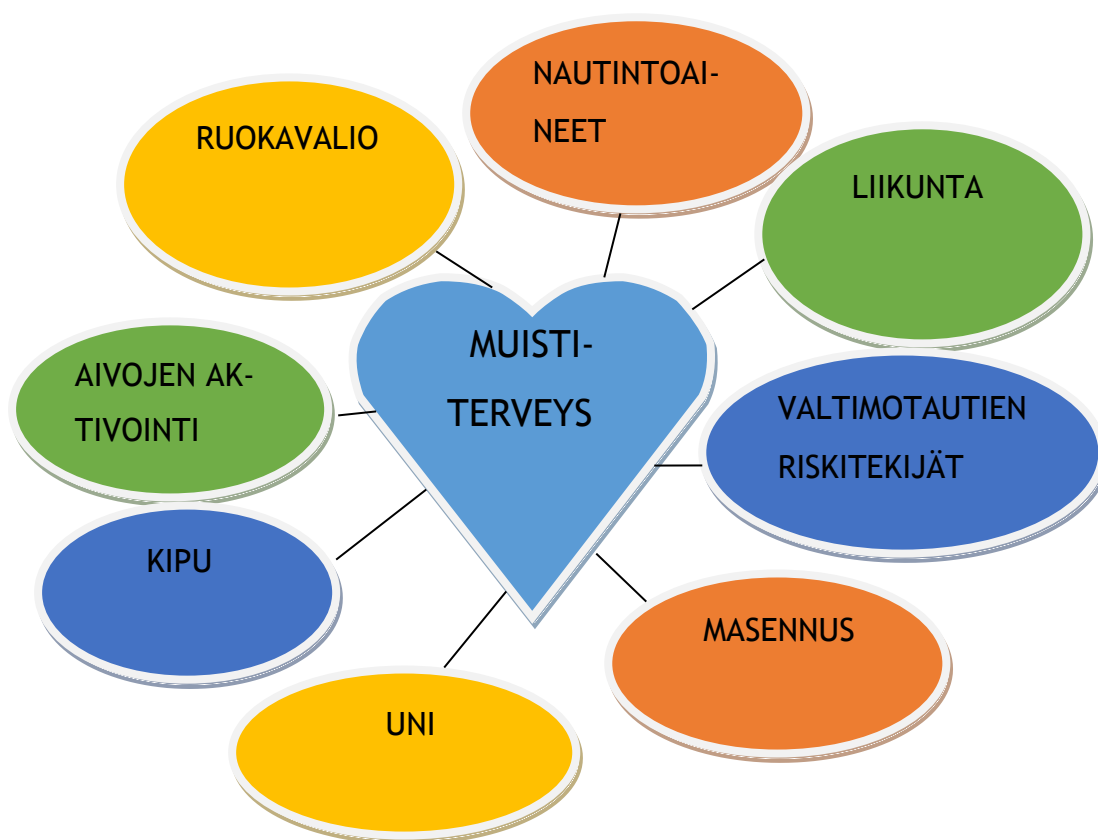 NAUTINTOAI-
NEET
RUOKAVALIO
LIIKUNTA
MUISTI-
TERVEYS
AIVOJEN AK-
TIVOINTI
VALTIMOTAUTIEN
RISKITEKIJÄT
KIPU
MASENNUS
UNI